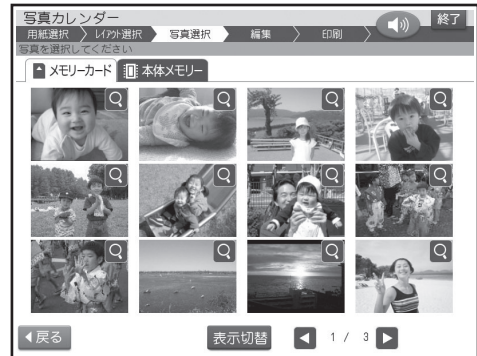 写真カレンダー
終了
用紙選択 ﾚｲｱｳﾄ選択 写真選択 編集 印刷
写真を選択してください
メモリーカード 本体メモリー
戻る 表示切替 1 / 3